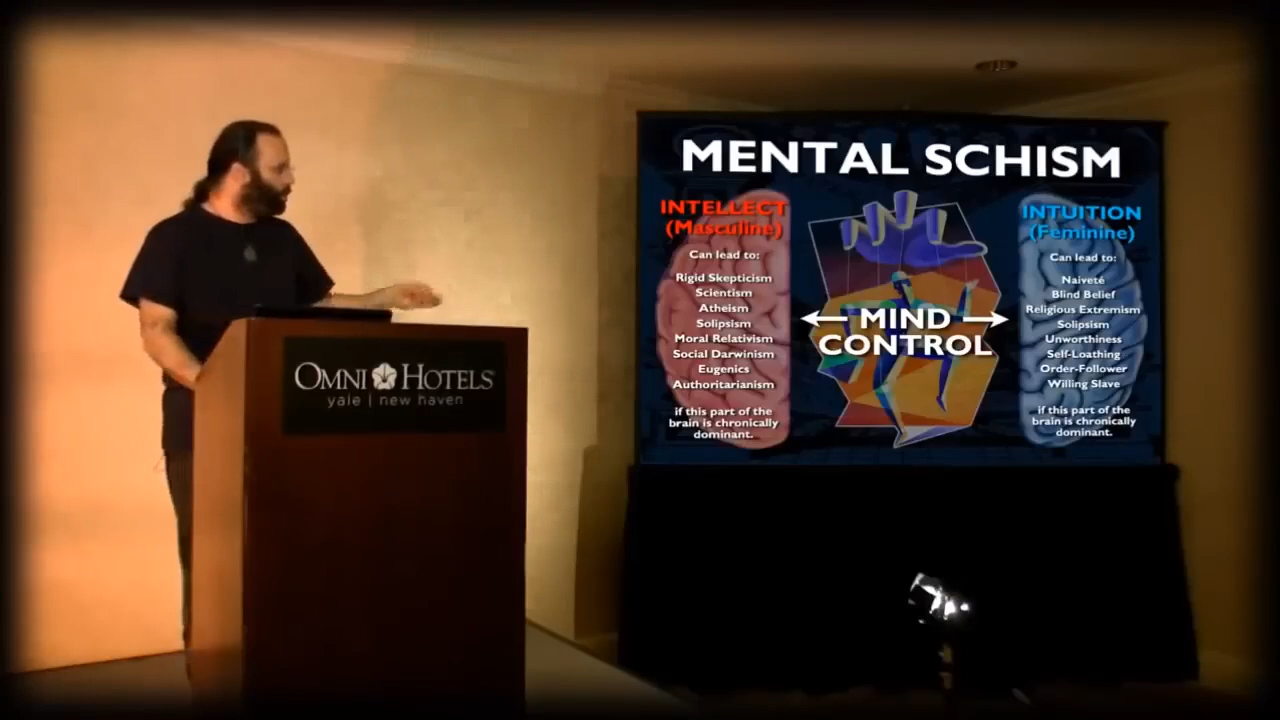 OMNI HOTELS
yale | new haven
MENTAL SCHISM
INTELLECT
(Masculine)
Can lead to:
Rigid Skepticism
Scientism
Atheism
Solipsism
Moral Relativism
Social Darwinism
Eugenics
Authoritarianism
if this part of the
brain is chronically
dominant.
MIND
CONTROL
INTUITION
(Feminine)
Can lead to:
Naiveté
Blind Belief
Religious Extremism
Solipsism
Unworthiness
Self-Loathing
Order-Follower
Willing Slave
if this part of the
brain is chronically
dominant.